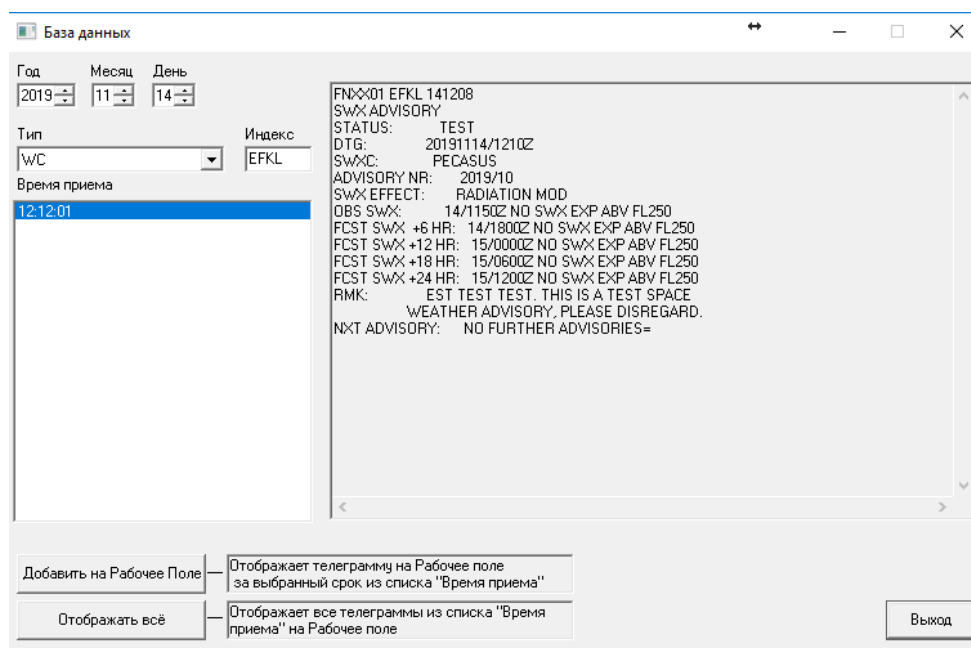 База данных
Год Месяц День
2019 11 14
Тип Индекс
WC EFKL
Время приема
12:12:01
FNXX01 EFKL 141208
SWX ADVISORY
STATUS: TEST
DTG: 20191114/1210Z
SWXC: PECASUS
ADVISORY NR: 2019/10
SWX EFFECT: RADIATION MOD
OBS SWX: 14/1150Z NO SWX EXP ABV FL250
FCST SWX +6 HR: 14/1800Z NO SWX EXP ABV FL250
FCST SWX +12 HR: 15/0000Z NO SWX EXP ABV FL250
FCST SWX +18 HR: 15/0600Z NO SWX EXP ABV FL250
FCST SWX +24 HR: 15/1200Z NO SWX EXP ABV FL250
RMK: EST TEST TEST. THIS IS A TEST SPACE
WEATHER ADVISORY, PLEASE DISREGARD.
NXT ADVISORY: NO FURTHER ADVISORIES=
Добавить на Рабочее Поле
Отображает телеграмму на Рабочее поле
за выбранный срок из списка "Время приема"
Отображать всё
Отображает все телеграммы из списка "Время
приема" на Рабочее поле
Выход